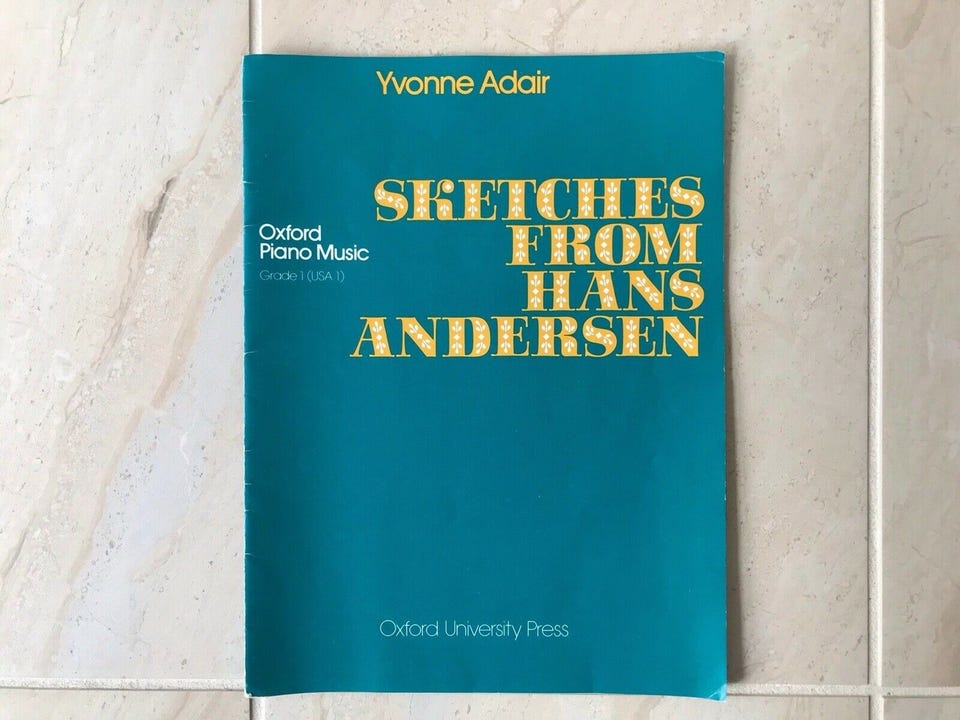 Yvonne Adair
SKETCHES
FROM
HANS
ANDERSEN
Oxford
Piano Music
Grade 1 (USA 1)
Oxford University Press